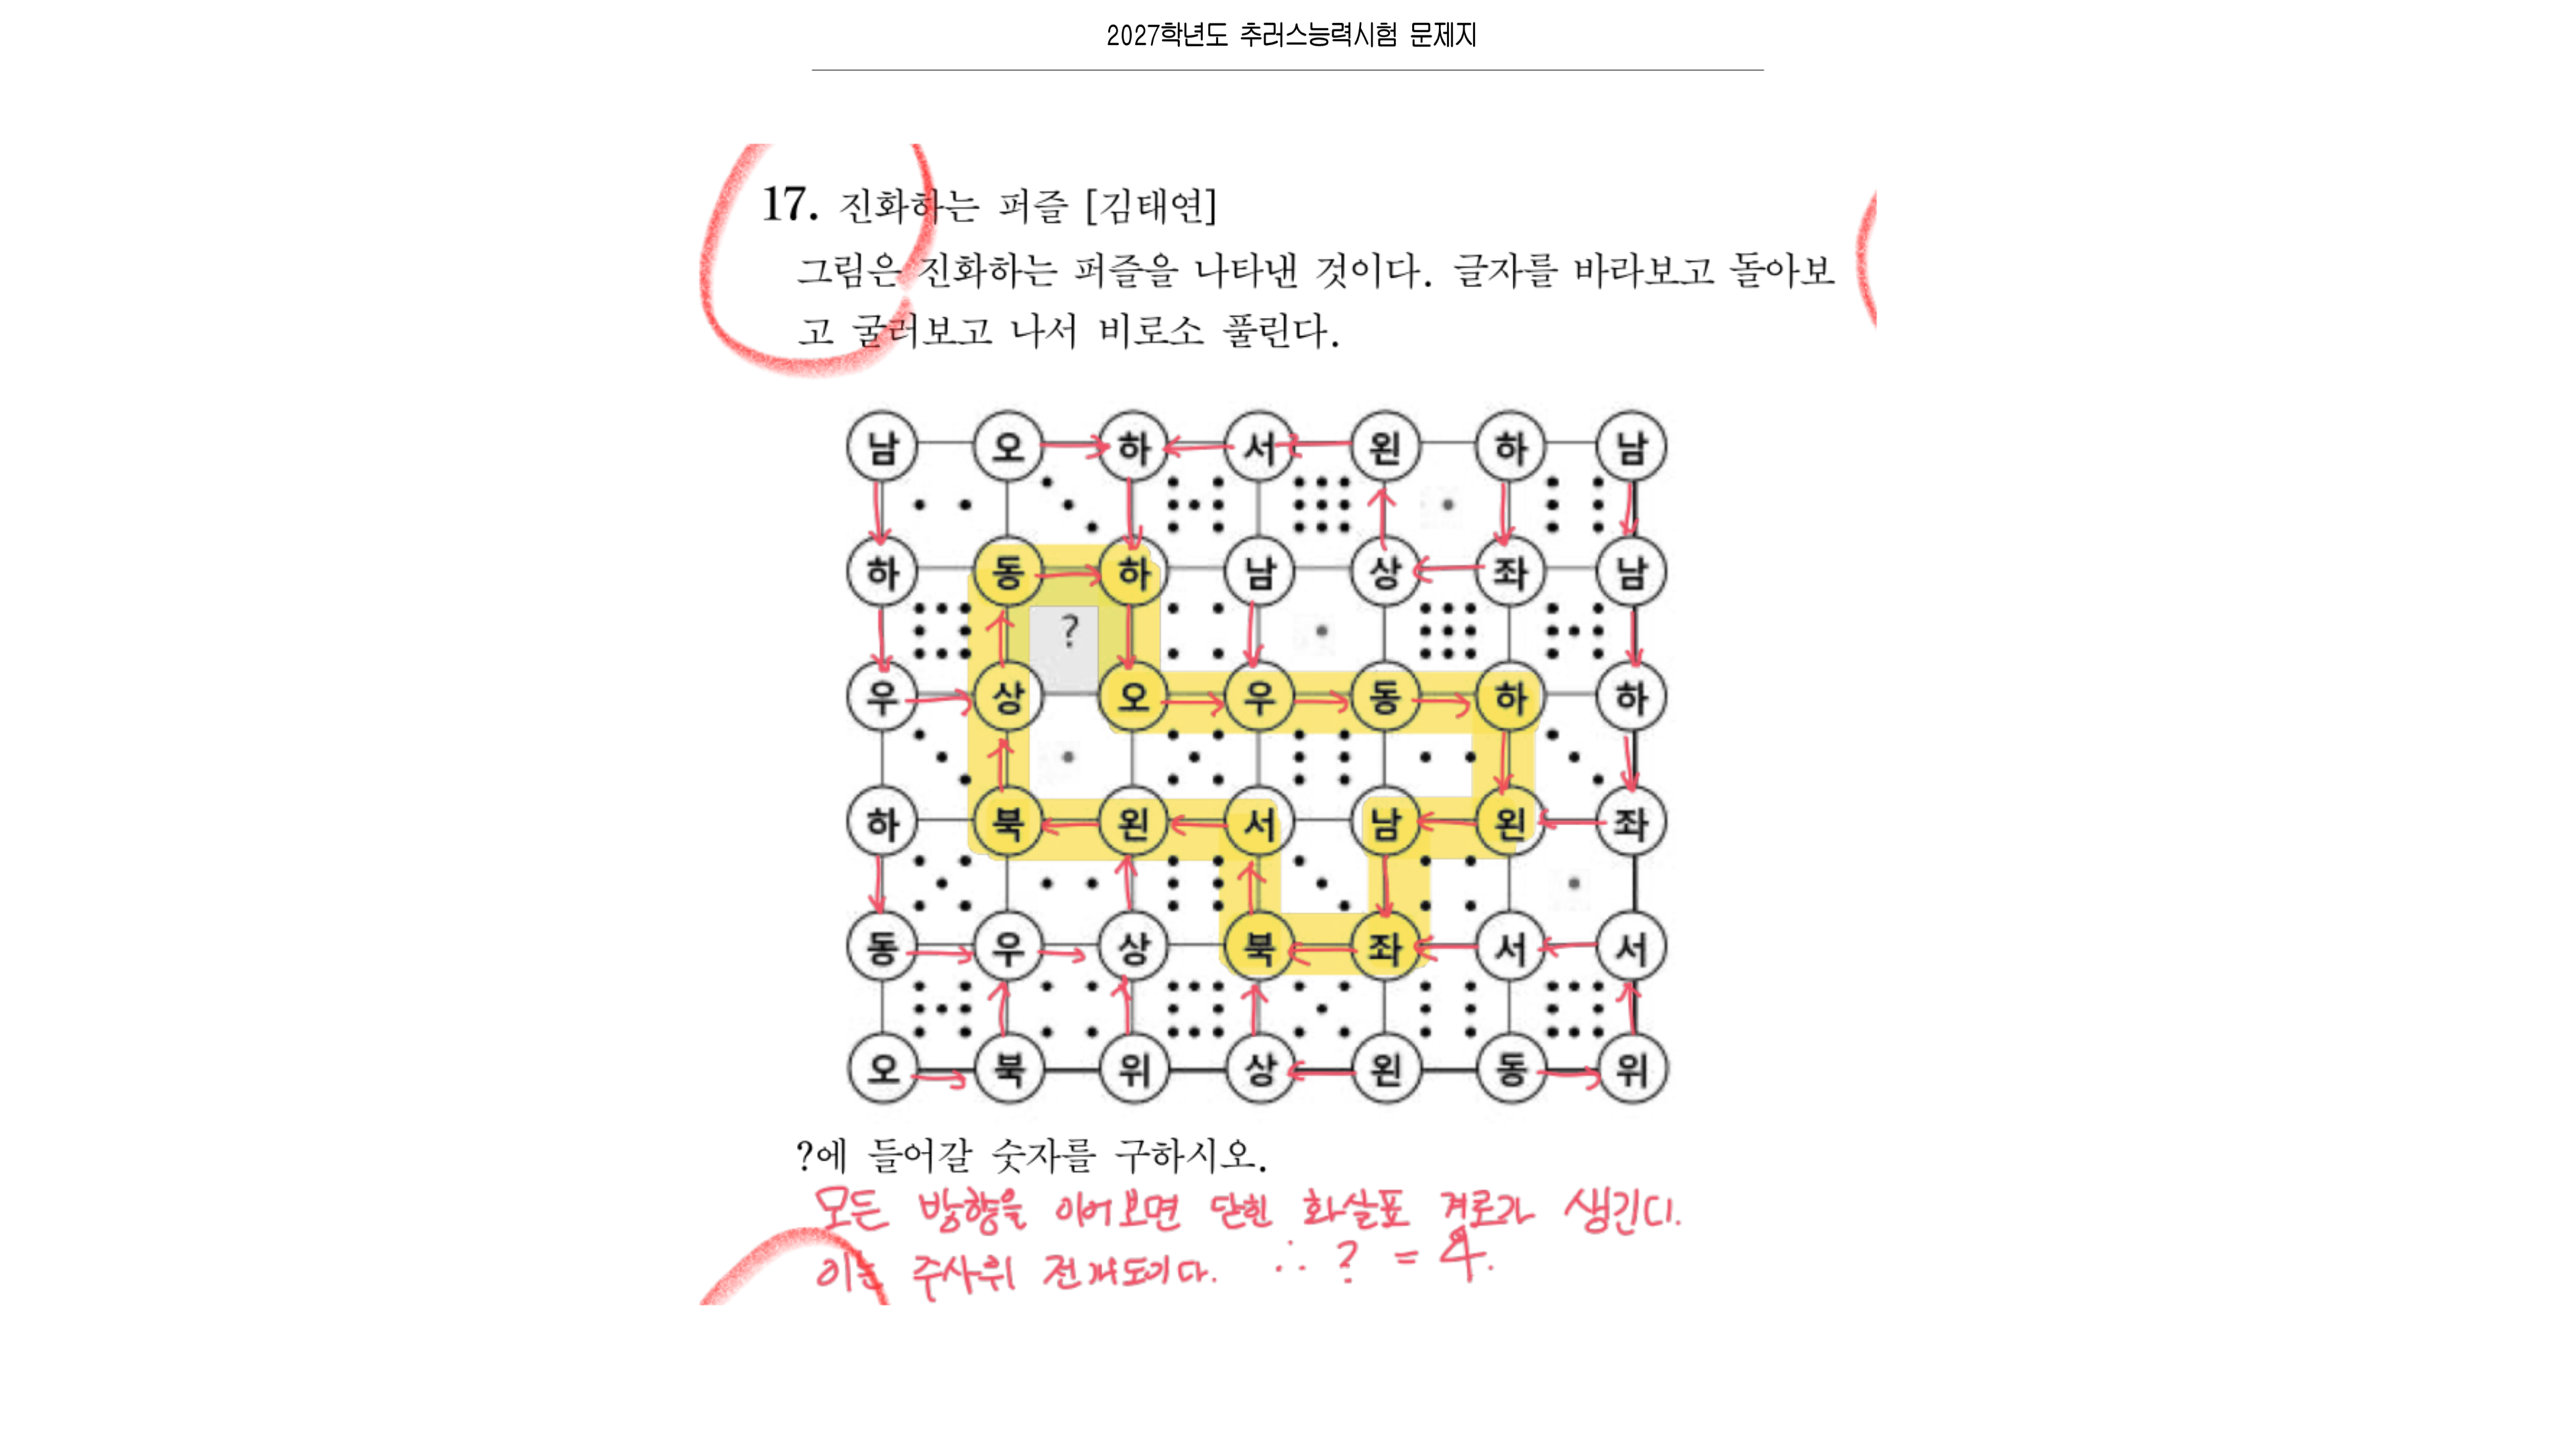 2027학년도 추러스능력시험 문제지
17. 진화하는 퍼즐 [김태연]
그림은 진화하는 퍼즐을 나타낸 것이다. 글자를 바라보고 돌아보
고 굴려보고 나서 비로소 풀린다.
남 오 하 서 왼 하 남
하 동 하 남 상 좌 남
?
우 상 오 우 동 하 하
하 북 왼 서 남 왼 좌
동 우 상 북 좌 서 서
오 북 위 상 왼 동 위
?에 들어갈 숫자를 구하시오.
모든 방향을 이어보면 닫힌 화살표 경로가 생긴다.
이는 주사위 전개도이다. ∴ ? = 4.